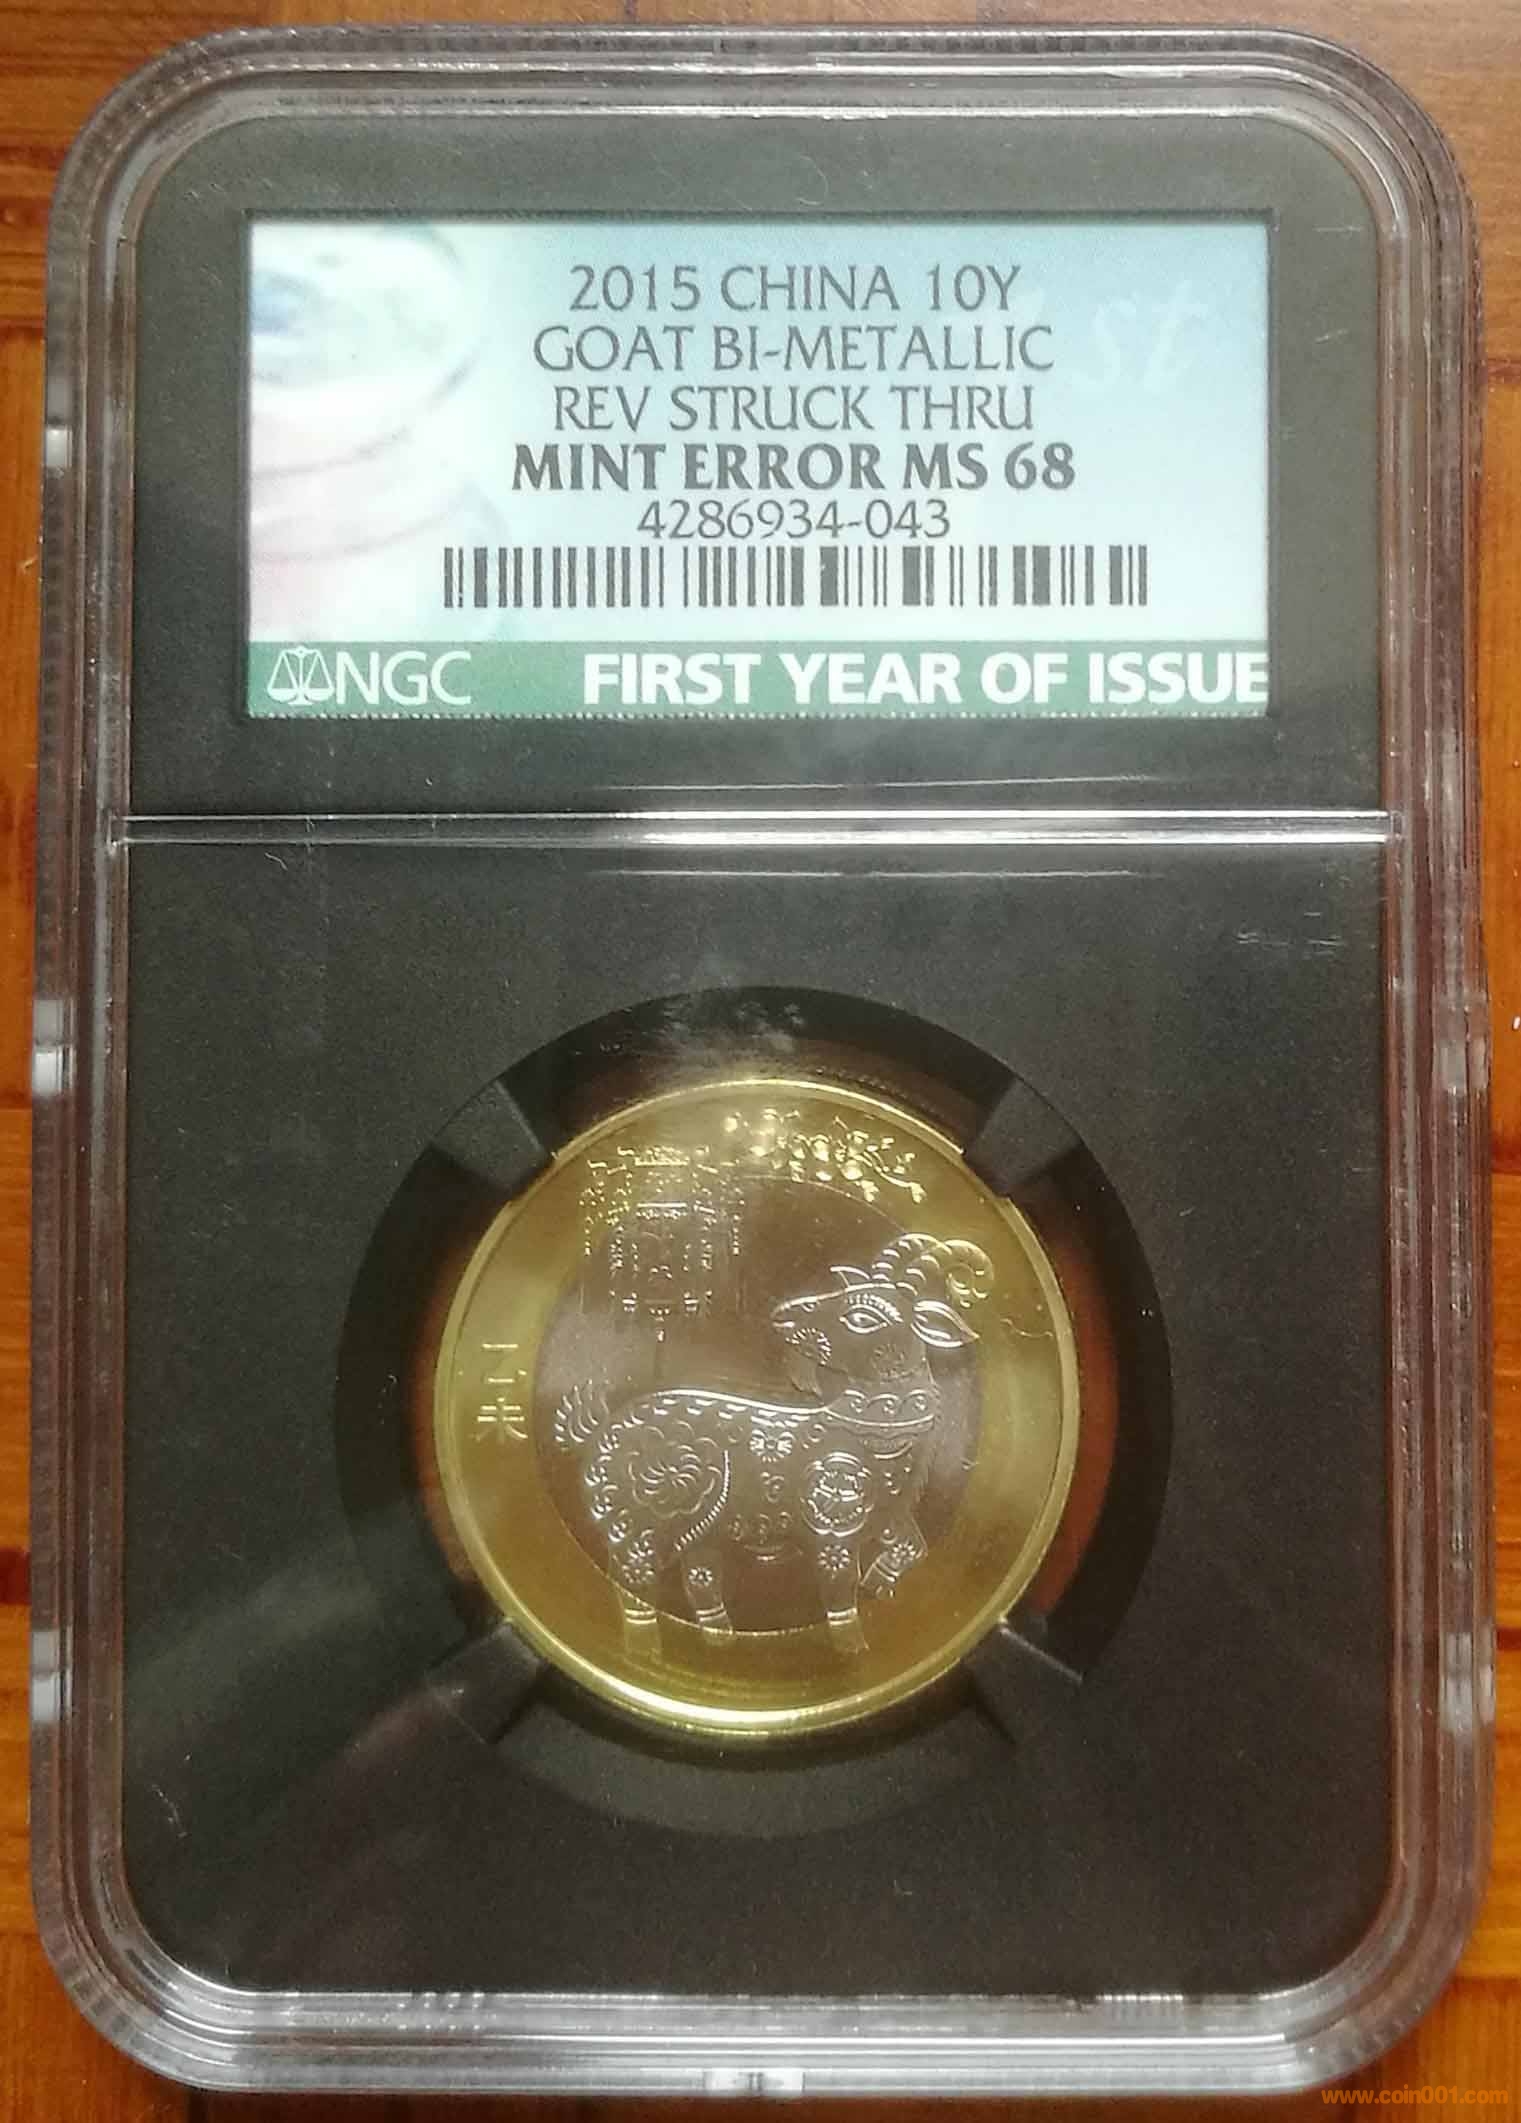 2015 CHINA 10Y
GOAT BI-METALLIC
REV STRUCK THRU
MINT ERROR MS 68
4286934-043
NGC FIRST YEAR OF ISSUE
乙未
www.coin001.com